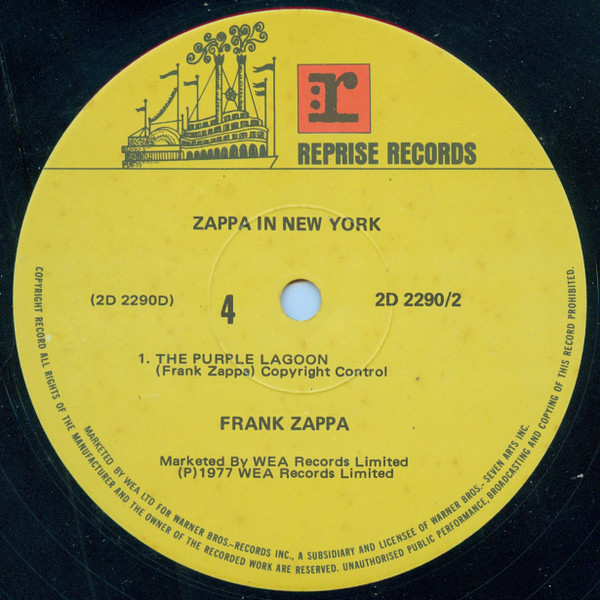 r
REPRISE RECORDS
ZAPPA IN NEW YORK
(2D 2290D)
4
2D 2290/2
1. THE PURPLE LAGOON
(Frank Zappa) Copyright Control
FRANK ZAPPA
Marketed By WEA Records Limited
(P)1977 WEA Records Limited
COPYRIGHT RECORD ALL RIGHTS OF THE MANUFACTURER AND THE OWNER OF THE RECORDED WORK ARE RESERVED. UNAUTHORISED PUBLIC PERFORMANCE, BROADCASTING AND COPYING OF THIS RECORD PROHIBITED.
MARKETED BY WEA LTD FOR WARNER BROS.-RECORDS INC., A SUBSIDIARY AND LICENSEE OF WARNER BROS.- SEVEN ARTS INC.